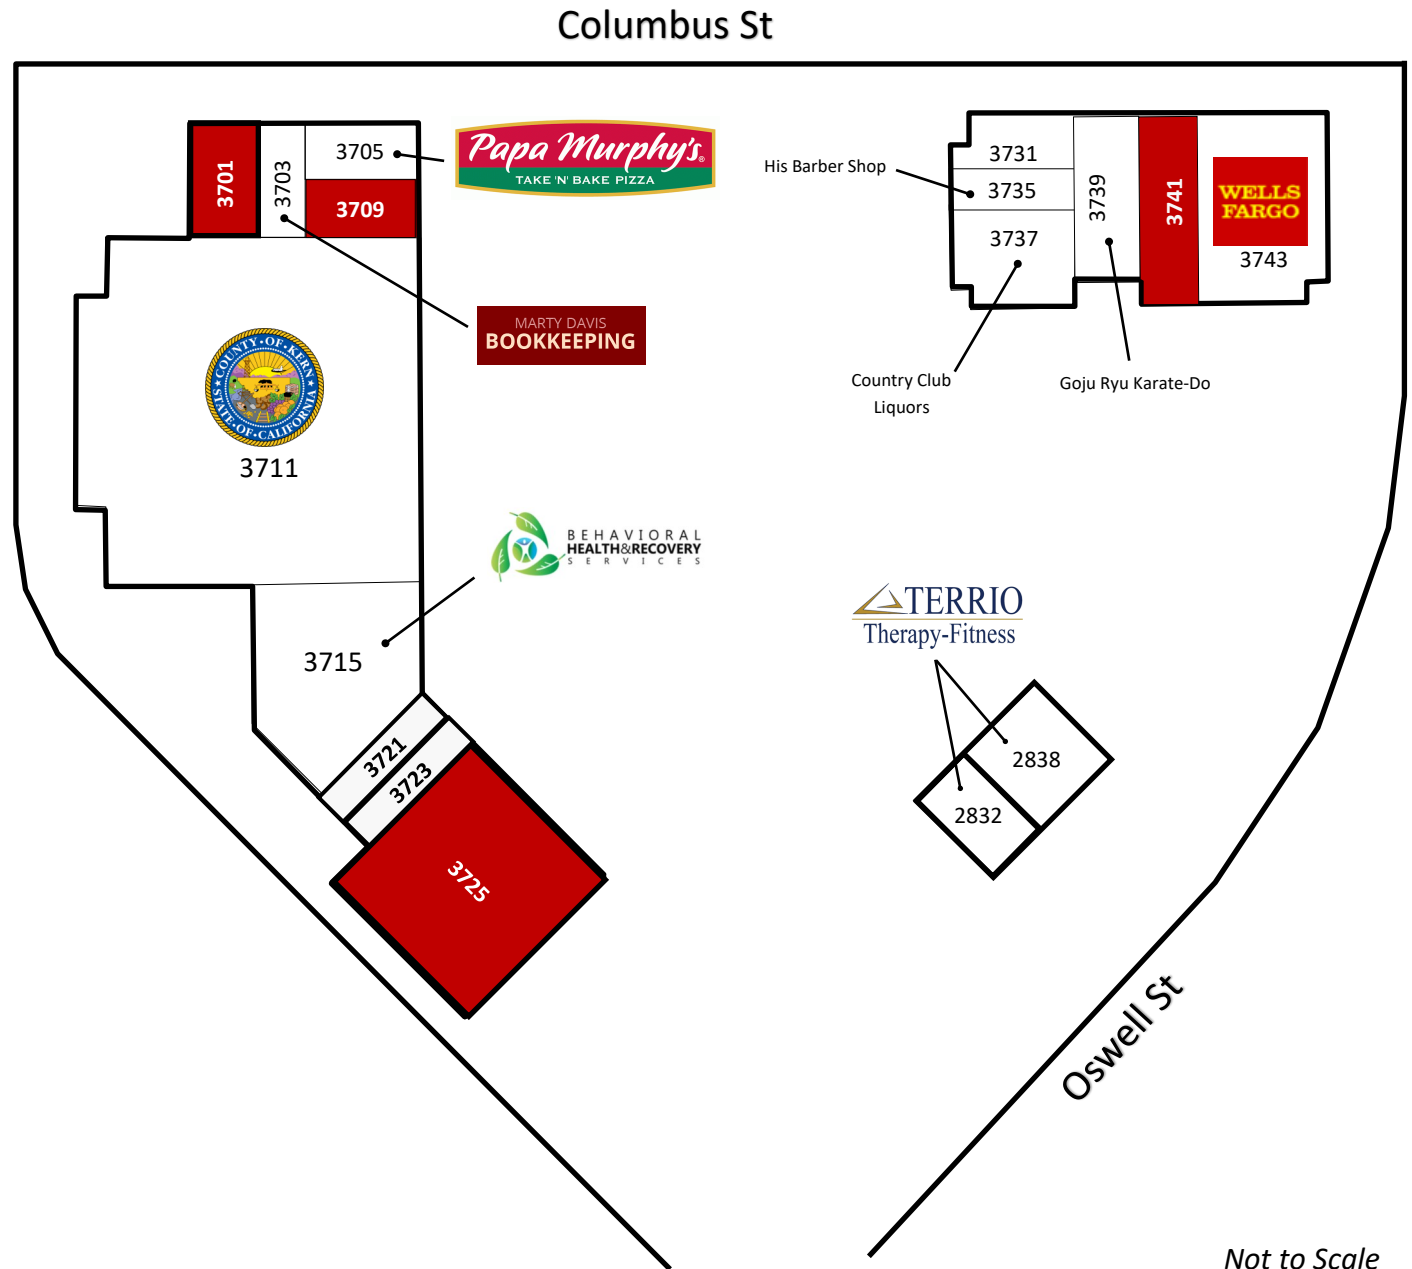 Columbus St
3701
3703
3705
3709
Papa Murphy's®
TAKE 'N' BAKE PIZZA
His Barber Shop
3731
3735
3737
3739
3741
WELLS
FARGO
3743
MARTY DAVIS
BOOKKEEPING
Country Club
Liquors
Goju Ryu Karate-Do
COUNTY·OF·KERN
STATE·OF·CALIFORNIA
3711
BEHAVIORAL
HEALTH&RECOVERY
SERVICES
TERRIO
Therapy-Fitness
3715
3721
3723
3725
2838
2832
Oswell St
Not to Scale